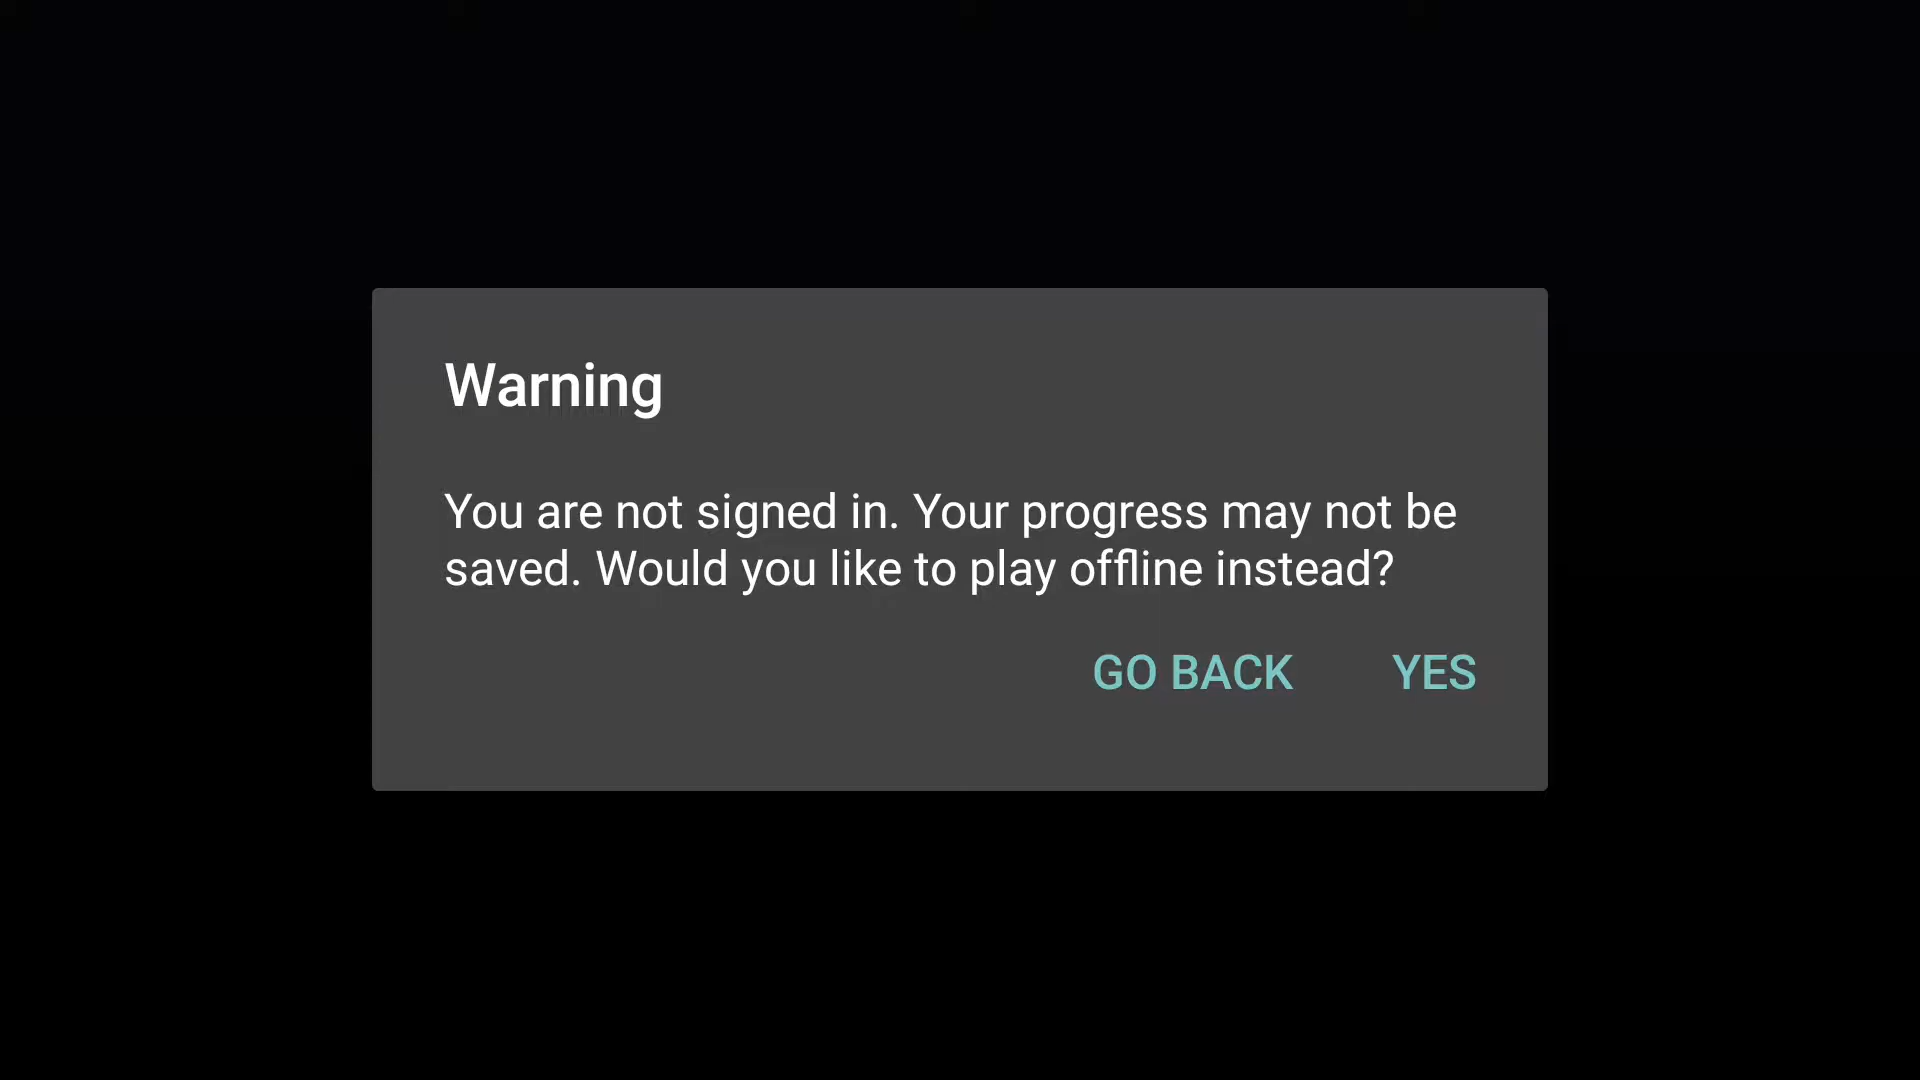 Warning
You are not signed in. Your progress may not be
saved. Would you like to play offline instead?
GO BACK YES